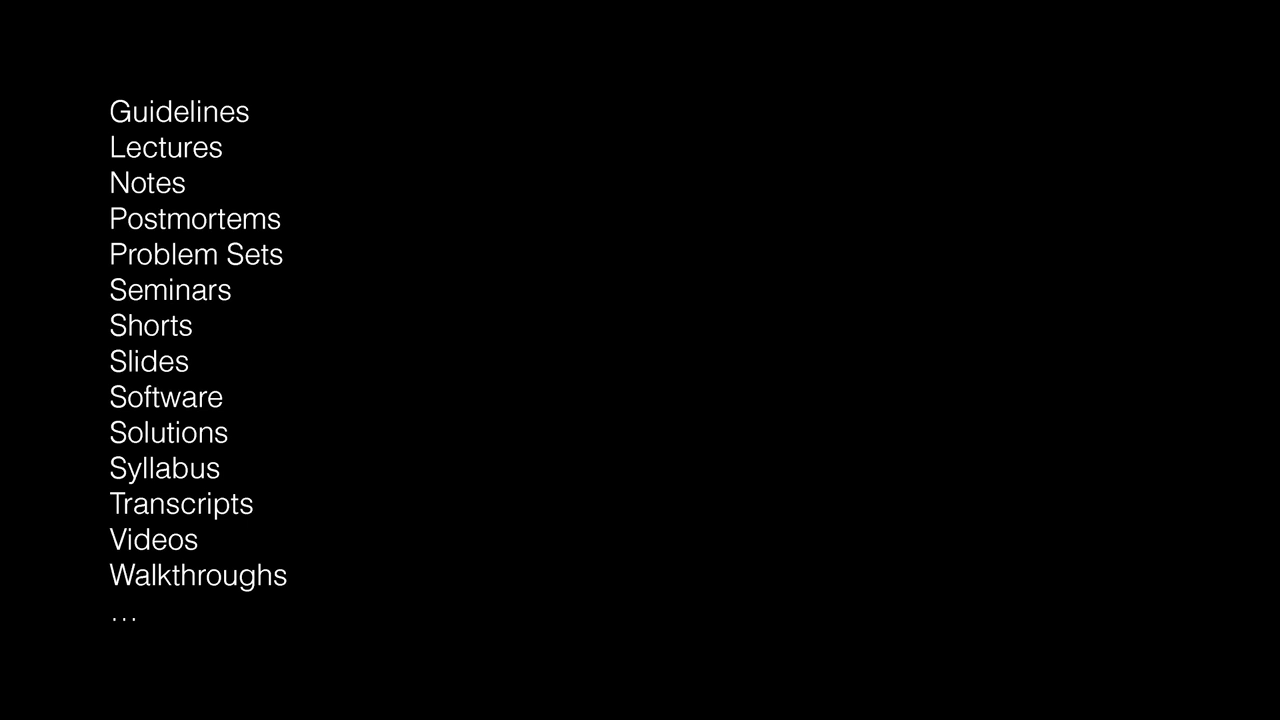 Guidelines
Lectures
Notes
Postmortems
Problem Sets
Seminars
Shorts
Slides
Software
Solutions
Syllabus
Transcripts
Videos
Walkthroughs
…